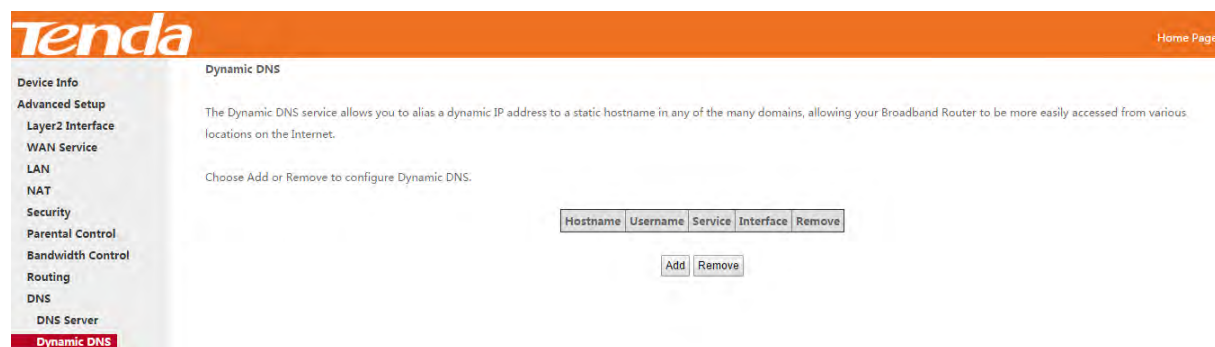 Tenda
Home Page
Device Info
Advanced Setup
Layer2 Interface
WAN Service
LAN
NAT
Security
Parental Control
Bandwidth Control
Routing
DNS
DNS Server
Dynamic DNS
Dynamic DNS
The Dynamic DNS service allows you to alias a dynamic IP address to a static hostname in any of the many domains, allowing your Broadband Router to be more easily accessed from various
locations on the Internet.
Choose Add or Remove to configure Dynamic DNS.
Hostname Username Service Interface Remove
Add Remove